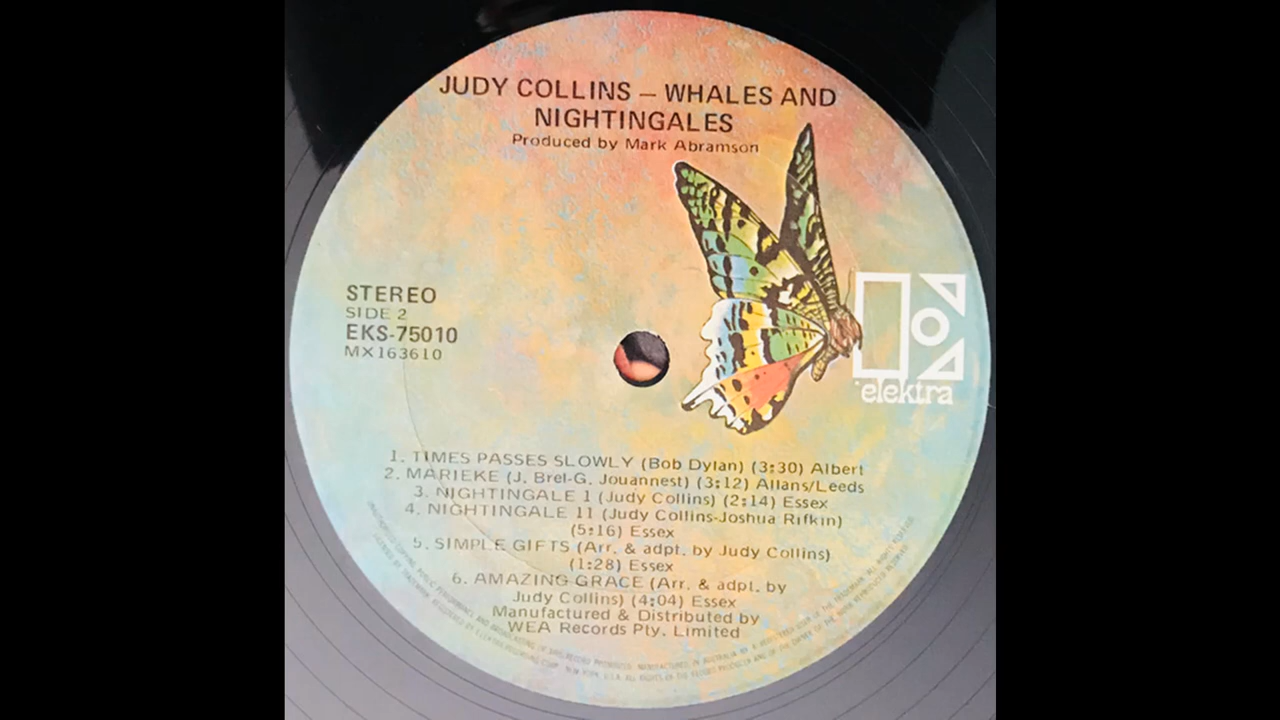 JUDY COLLINS – WHALES AND
NIGHTINGALES
Produced by Mark Abramson
STEREO
SIDE 2
EKS-75010
MX163610
elektra
1. TIMES PASSES SLOWLY (Bob Dylan) (3:30) Albert
2. MARIEKE (J. Brel-G. Jouannest) (3:12) Allans/Leeds
3. NIGHTINGALE 1 (Judy Collins) (2:14) Essex
4. NIGHTINGALE 11 (Judy Collins-Joshua Rifkin)
(5:16) Essex
5. SIMPLE GIFTS (Arr. & adpt. by Judy Collins)
(1:28) Essex
6. AMAZING GRACE (Arr. & adpt. by
Judy Collins) (4:04) Essex
Manufactured & Distributed by
WEA Records Pty. Limited